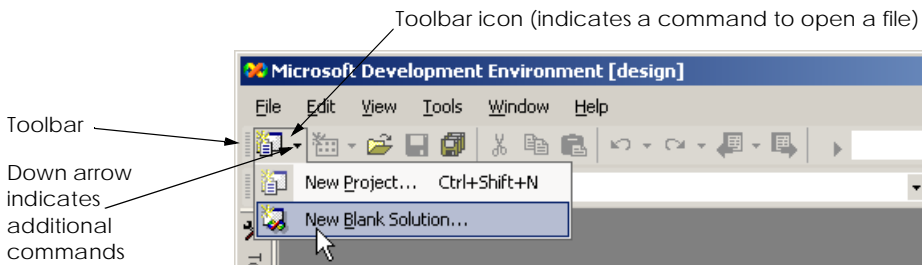 Toolbar icon (indicates a command to open a file)
Microsoft Development Environment [design]
File Edit View Tools Window Help
Toolbar
Down arrow
indicates
additional
commands
New Project... Ctrl+Shift+N
New Blank Solution...
To